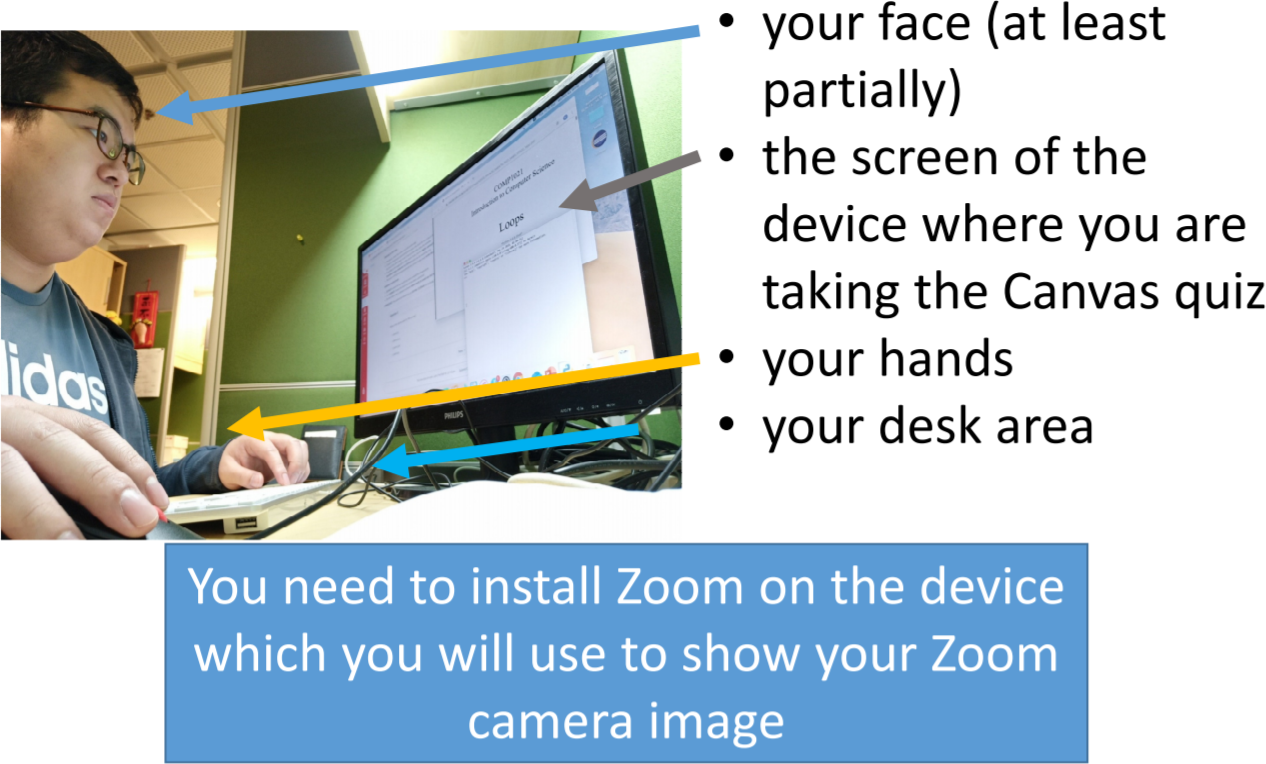 • your face (at least
partially)
• the screen of the
device where you are
taking the Canvas quiz
• your hands
• your desk area
COMP1021
Introduction to Computer Science
Loops
PHILIPS
idas
You need to install Zoom on the device
which you will use to show your Zoom
camera image